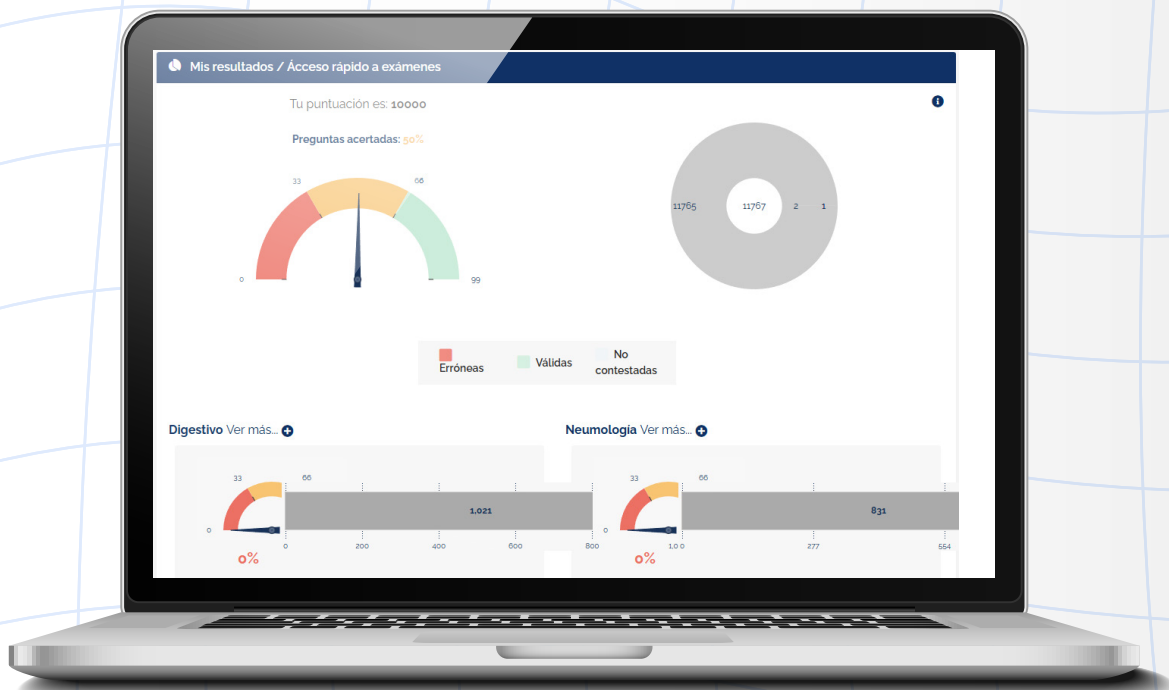 Mis resultados / Ácceso rápido a exámenes
Tu puntuación es: 10000
Preguntas acertadas: 50%
33
68
0
99
11765
11767
2
1
Erróneas
Válidas
No
contestadas
Digestivo Ver más...
33
66
0
1,021
0
200
400
600
800
0%
Neumología Ver más...
33
66
0
831
1.0 0
277
554
0%